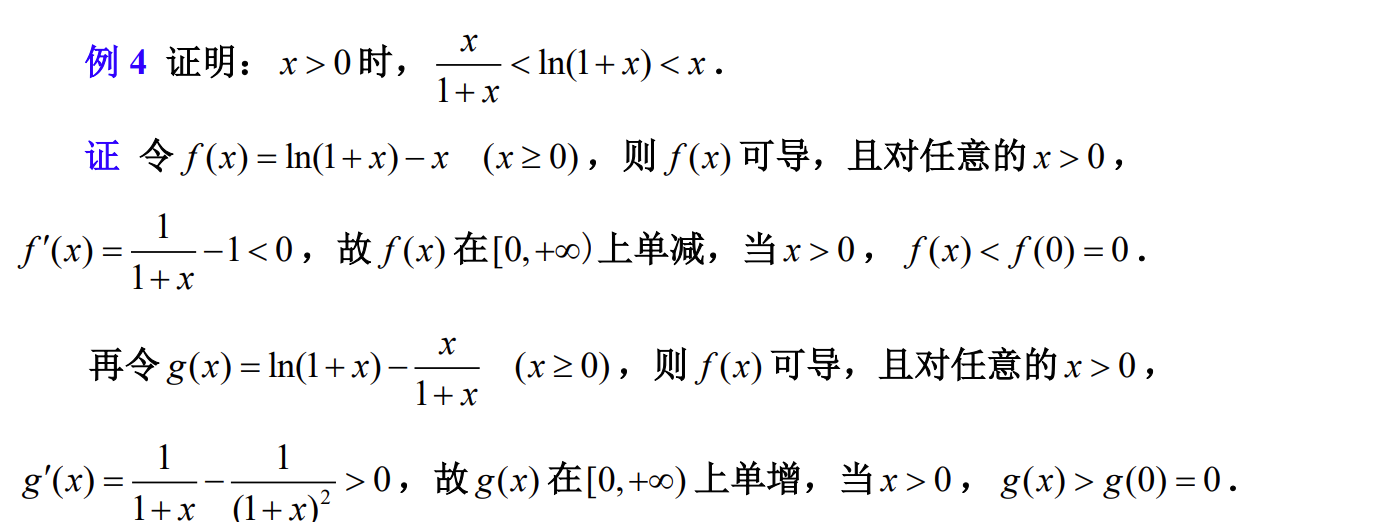 例 4 证明：x > 0 时，$\frac{x}{1+x} < \ln(1+x) < x$．
证 令 $f(x) = \ln(1+x) - x \quad (x \geq 0)$，则 $f(x)$ 可导，且对任意的 $x > 0$，
$f'(x) = \frac{1}{1+x} - 1 < 0$，故 $f(x)$ 在 $[0, +\infty)$ 上单减，当 $x > 0$，$f(x) < f(0) = 0$．
再令 $g(x) = \ln(1+x) - \frac{x}{1+x} \quad (x \geq 0)$，则 $f(x)$ 可导，且对任意的 $x > 0$，
$g'(x) = \frac{1}{1+x} - \frac{1}{(1+x)^2} > 0$，故 $g(x)$ 在 $[0, +\infty)$ 上单增，当 $x > 0$，$g(x) > g(0) = 0$．